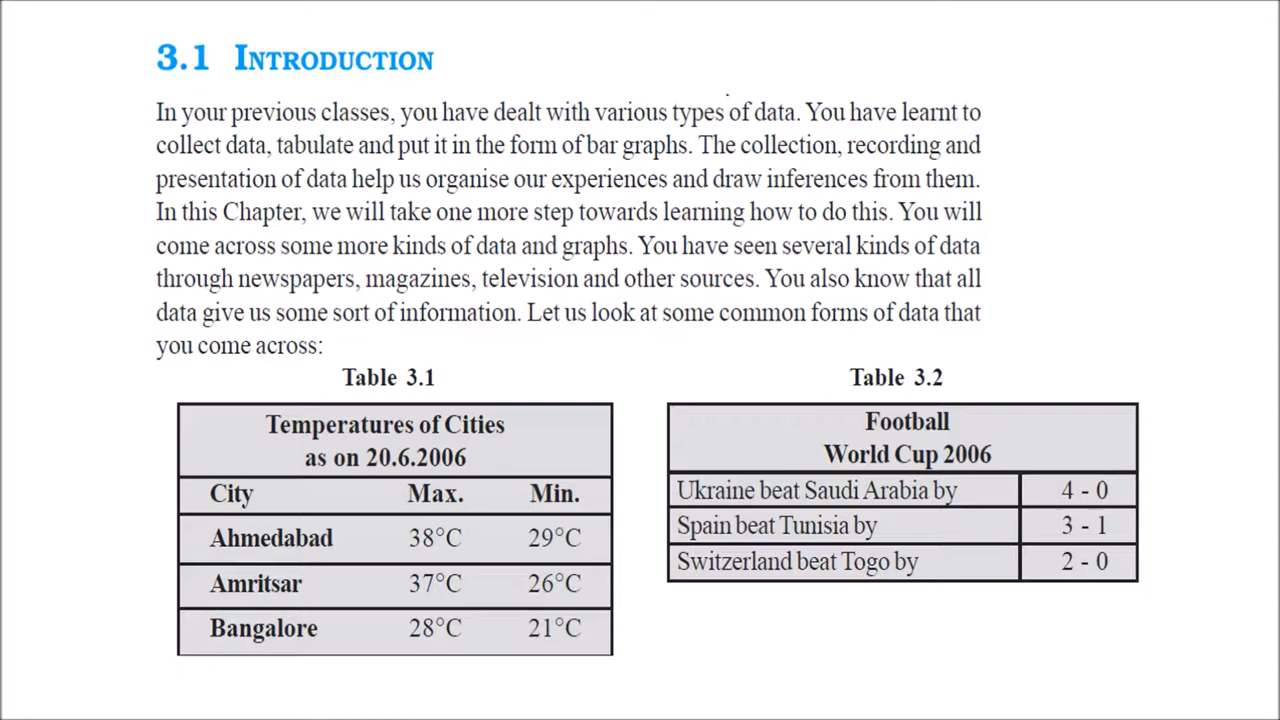 3.1 INTRODUCTION
In your previous classes, you have dealt with various types of data. You have learnt to
collect data, tabulate and put it in the form of bar graphs. The collection, recording and
presentation of data help us organise our experiences and draw inferences from them.
In this Chapter, we will take one more step towards learning how to do this. You will
come across some more kinds of data and graphs. You have seen several kinds of data
through newspapers, magazines, television and other sources. You also know that all
data give us some sort of information. Let us look at some common forms of data that
you come across:
Table 3.1
Temperatures of Cities
as on 20.6.2006
City Max. Min.
Ahmedabad 38°C 29°C
Amritsar 37°C 26°C
Bangalore 28°C 21°C
Table 3.2
Football
World Cup 2006
Ukraine beat Saudi Arabia by 4 - 0
Spain beat Tunisia by 3 - 1
Switzerland beat Togo by 2 - 0